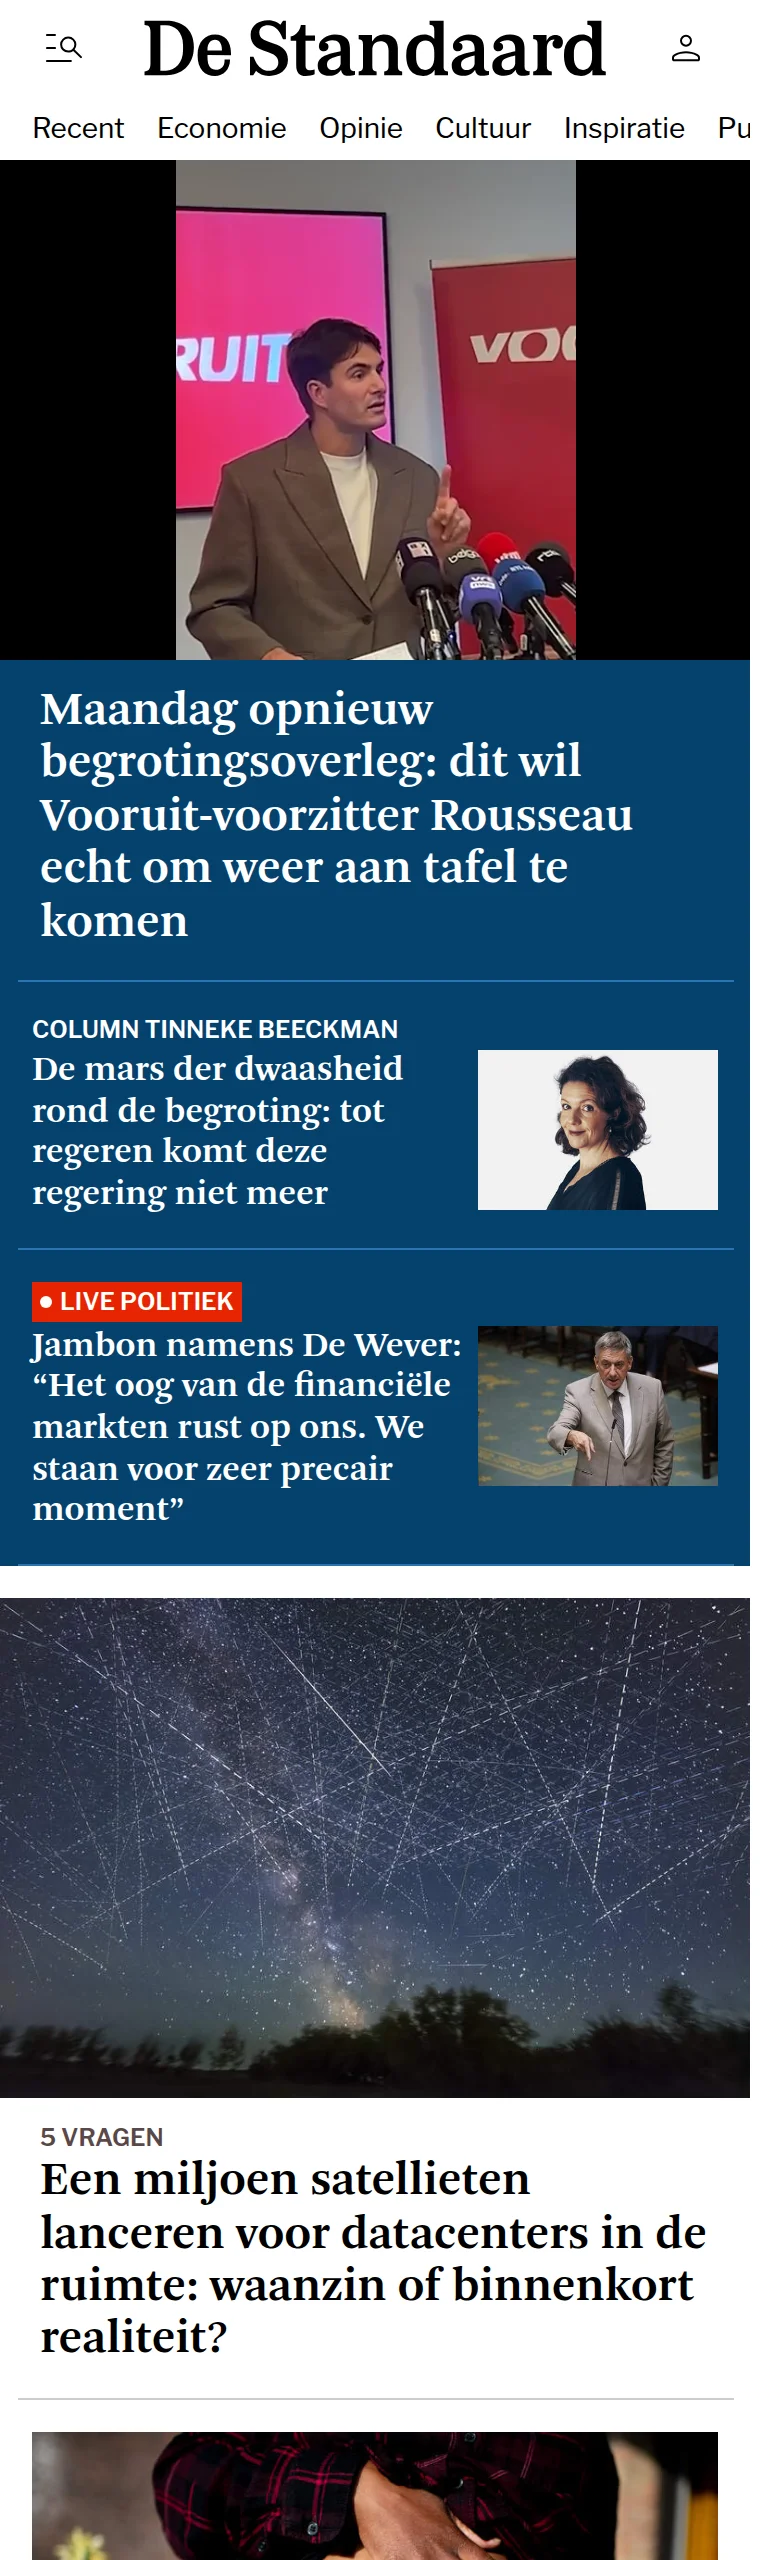 De Standaard
Recent Economie Opinie Cultuur Inspiratie Pu
RUIT
VOO
belga
vrt
Maandag opnieuw
begrotingsoverleg: dit wil
Vooruit-voorzitter Rousseau
echt om weer aan tafel te
komen
COLUMN TINNEKE BEECKMAN
De mars der dwaasheid
rond de begroting: tot
regeren komt deze
regering niet meer
LIVE POLITIEK
Jambon namens De Wever:
“Het oog van de financiële
markten rust op ons. We
staan voor zeer precair
moment”
5 VRAGEN
Een miljoen satellieten
lanceren voor datacenters in de
ruimte: waanzin of binnenkort
realiteit?